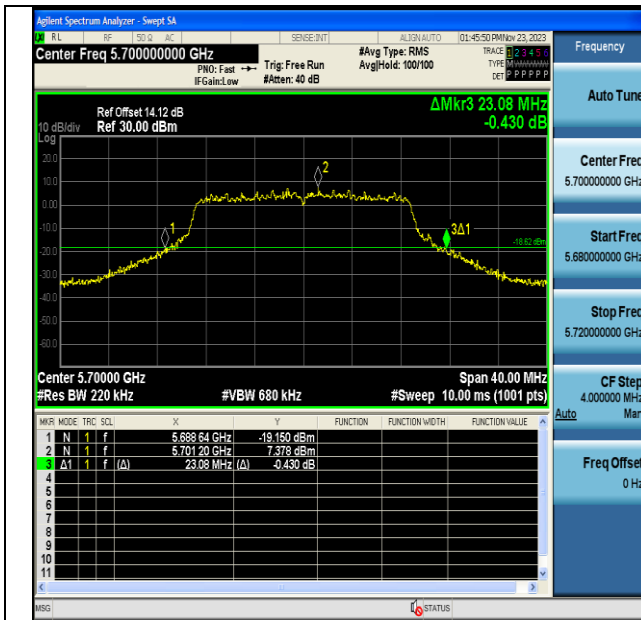 Agilent Spectrum Analyzer - Swept SA
RL RF 50 Ω AC SENSE:INT ALIGN AUTO 01:45:50 PM Nov 23, 2023
Center Freq 5.700000000 GHz
PNO: Fast
IFGain:Low
Trig: Free Run
#Atten: 40 dB
#Avg Type: RMS
Avg|Hold: 100/100
TRACE 1 2 3 4 5 6
TYPE M
DET P P P P P P
Ref Offset 14.12 dB
10 dB/div Ref 30.00 dBm
Log
ΔMkr3 23.08 MHz
-0.430 dB
20.0
10.0
0.00
-10.0
-20.0
-30.0
-40.0
-50.0
-60.0
1
2
3Δ1
-18.62 dBm
Center 5.70000 GHz Span 40.00 MHz
#Res BW 220 kHz #VBW 680 kHz #Sweep 10.00 ms (1001 pts)
MKR MODE TRC SCL X Y FUNCTION FUNCTION WIDTH FUNCTION VALUE
1 N 1 f 5.688 64 GHz -19.150 dBm
2 N 1 f 5.701 20 GHz 7.378 dBm
3 Δ1 1 f (Δ) 23.08 MHz (Δ) -0.430 dB
4
5
6
7
8
9
10
11
MSG STATUS
Frequency
Auto Tune
Center Freq
5.700000000 GHz
Start Freq
5.680000000 GHz
Stop Freq
5.720000000 GHz
CF Step
4.000000 MHz
Auto Man
Freq Offset
0 Hz